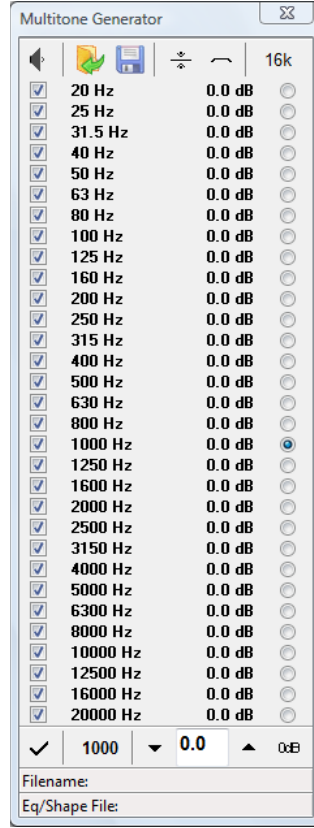 Multitone Generator
16k
20 Hz 0.0 dB
25 Hz 0.0 dB
31.5 Hz 0.0 dB
40 Hz 0.0 dB
50 Hz 0.0 dB
63 Hz 0.0 dB
80 Hz 0.0 dB
100 Hz 0.0 dB
125 Hz 0.0 dB
160 Hz 0.0 dB
200 Hz 0.0 dB
250 Hz 0.0 dB
315 Hz 0.0 dB
400 Hz 0.0 dB
500 Hz 0.0 dB
630 Hz 0.0 dB
800 Hz 0.0 dB
1000 Hz 0.0 dB
1250 Hz 0.0 dB
1600 Hz 0.0 dB
2000 Hz 0.0 dB
2500 Hz 0.0 dB
3150 Hz 0.0 dB
4000 Hz 0.0 dB
5000 Hz 0.0 dB
6300 Hz 0.0 dB
8000 Hz 0.0 dB
10000 Hz 0.0 dB
12500 Hz 0.0 dB
16000 Hz 0.0 dB
20000 Hz 0.0 dB
1000 0.0 0dB
Filename:
Eq/Shape File: